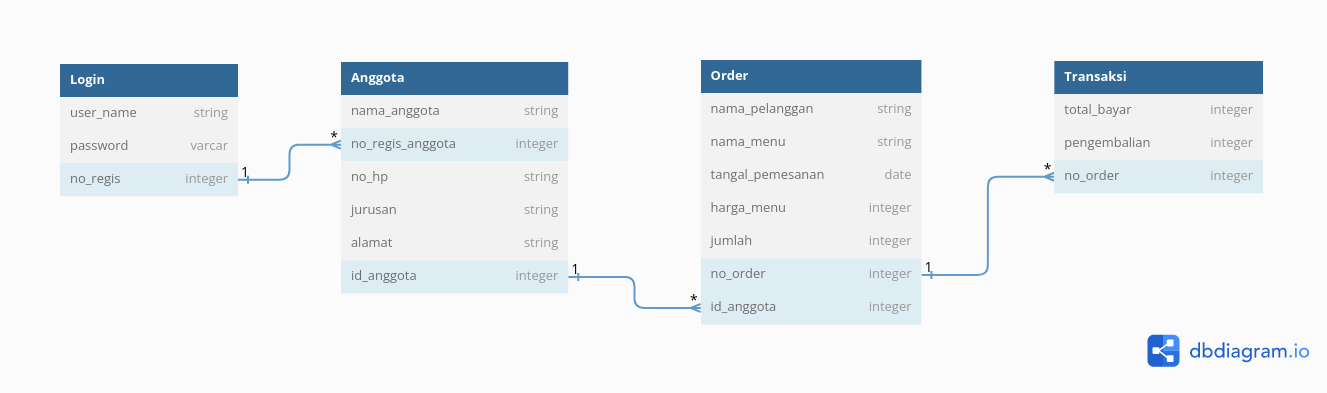 Login
user_name string
password varcar
no_regis integer
1
*
Anggota
nama_anggota string
no_regis_anggota integer
no_hp string
jurusan string
alamat string
id_anggota integer
1
*
Order
nama_pelanggan string
nama_menu string
tangal_pemesanan date
harga_menu integer
jumlah integer
no_order integer
id_anggota integer
1
*
Transaksi
total_bayar integer
pengembalian integer
no_order integer
dbdiagram.io